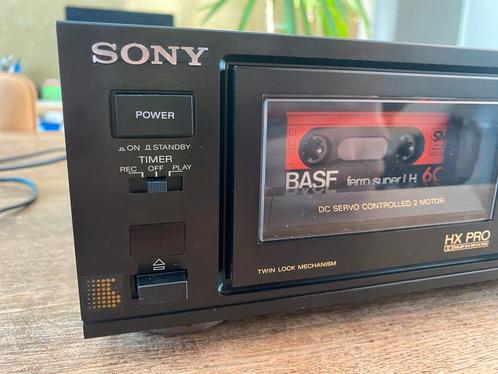 SONY
POWER
ON STANDBY
TIMER
REC OFF PLAY
BASF ferro super LH 60
SM
DC SERVO CONTROLLED 2 MOTOR
HX PRO
TWIN LOCK MECHANISM